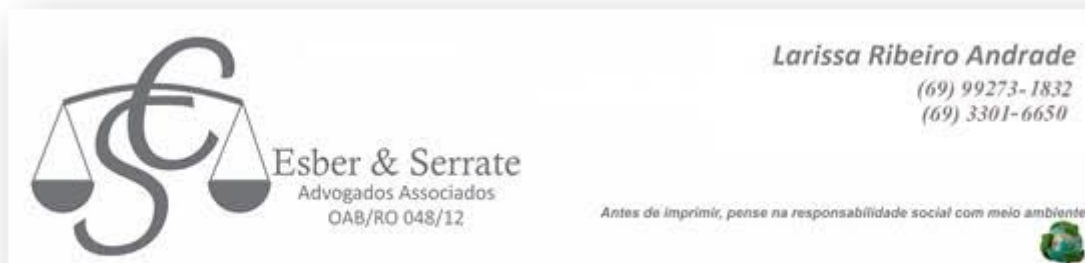 Larissa Ribeiro Andrade
(69) 99273-1832
(69) 3301-6650
ESC
Esber & Serrate
Advogados Associados
OAB/RO 048/12
Antes de imprimir, pense na responsabilidade social com meio ambiente